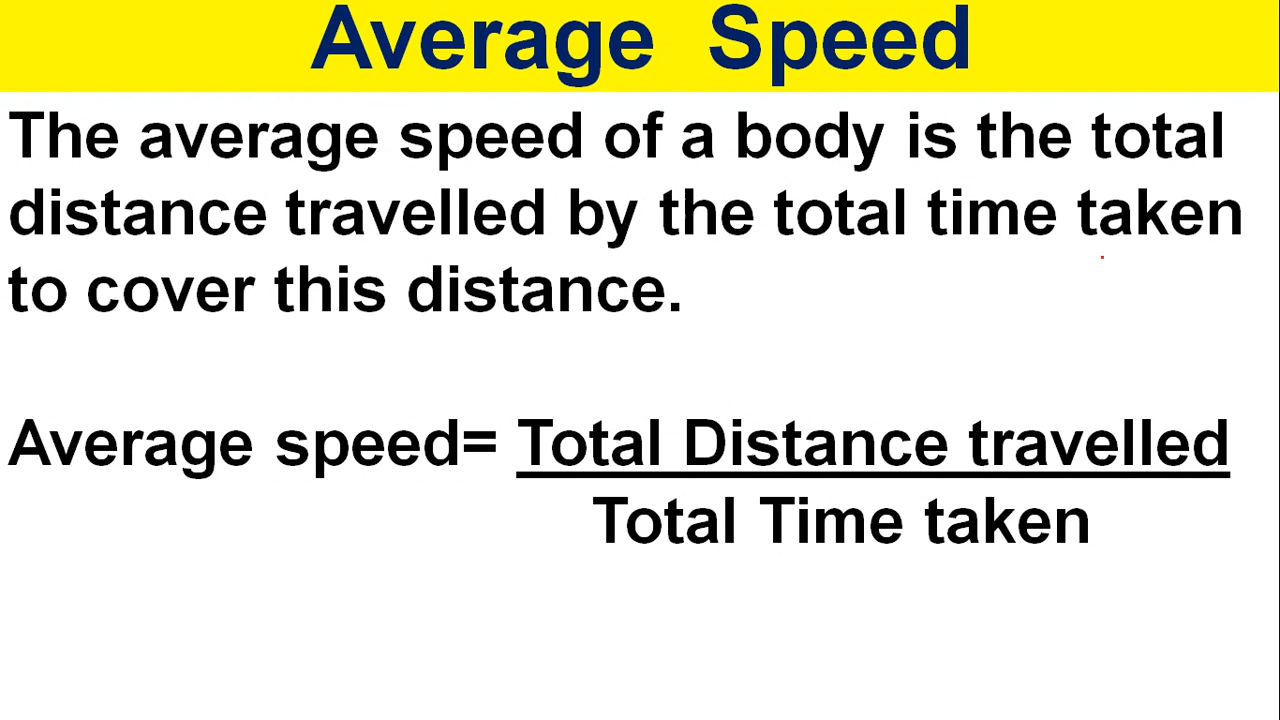 Average Speed
The average speed of a body is the total
distance travelled by the total time taken
to cover this distance.
Average speed= Total Distance travelled
Total Time taken